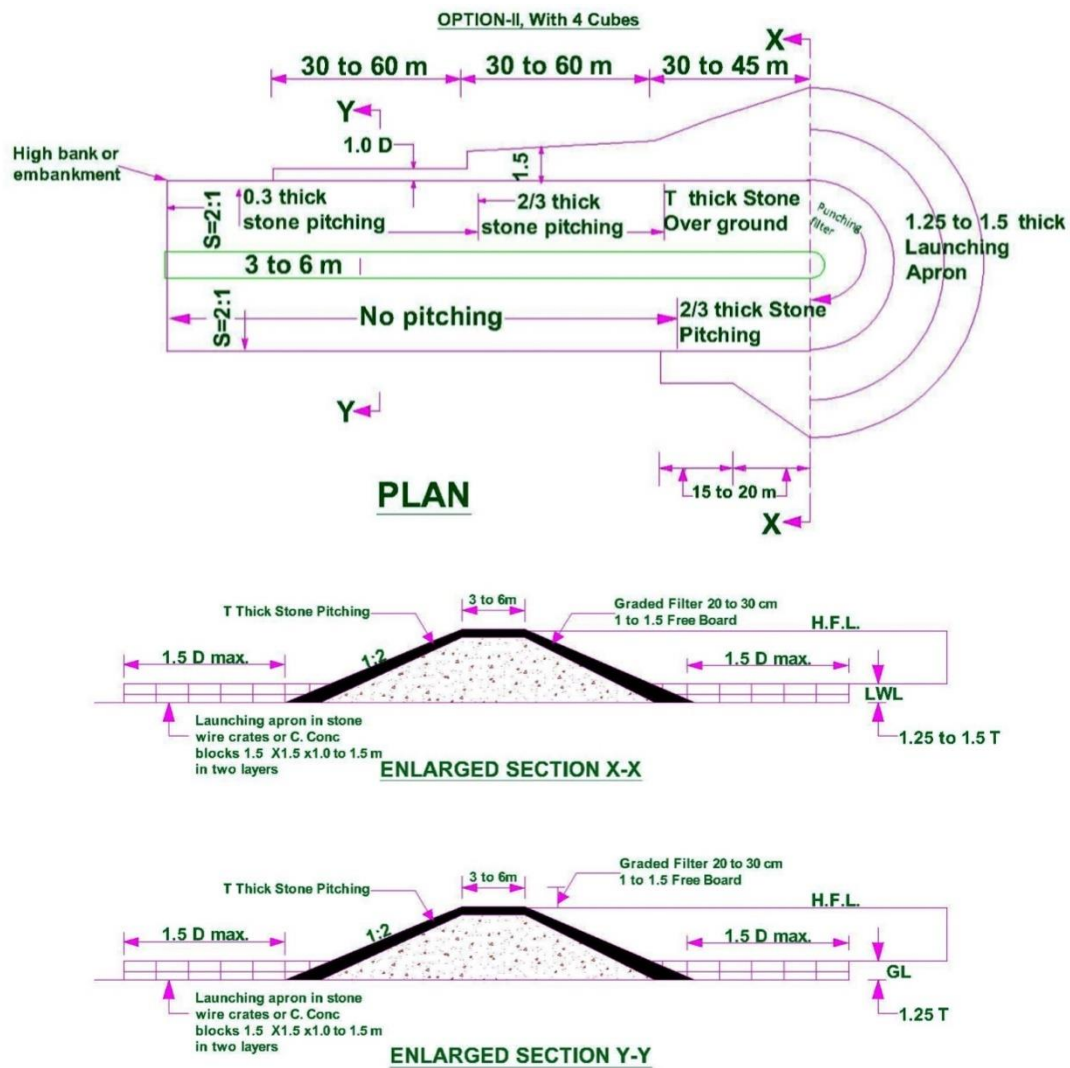 OPTION-II, With 4 Cubes
X
30 to 60 m
30 to 60 m
30 to 45 m
Y
1.0 D
1.5
High bank or
embankment
S=2:1
0.3 thick
stone pitching
2/3 thick
stone pitching
T thick Stone
Over ground
Punching
filter
1.25 to 1.5 thick
Launching
Apron
3 to 6 m
S=2:1
No pitching
2/3 thick Stone
Pitching
Y
15 to 20 m
PLAN
X
T Thick Stone Pitching
3 to 6m
Graded Filter 20 to 30 cm
1 to 1.5 Free Board
H.F.L.
1.5 D max.
1:2
1.5 D max.
LWL
Launching apron in stone
wire crates or C. Conc
blocks 1.5 X1.5 x1.0 to 1.5 m
in two layers
1.25 to 1.5 T
ENLARGED SECTION X-X
T Thick Stone Pitching
3 to 6m
Graded Filter 20 to 30 cm
1 to 1.5 Free Board
H.F.L.
1.5 D max.
1:2
1.5 D max.
GL
Launching apron in stone
wire crates or C. Conc
blocks 1.5 X1.5 x1.0 to 1.5 m
in two layers
1.25 T
ENLARGED SECTION Y-Y